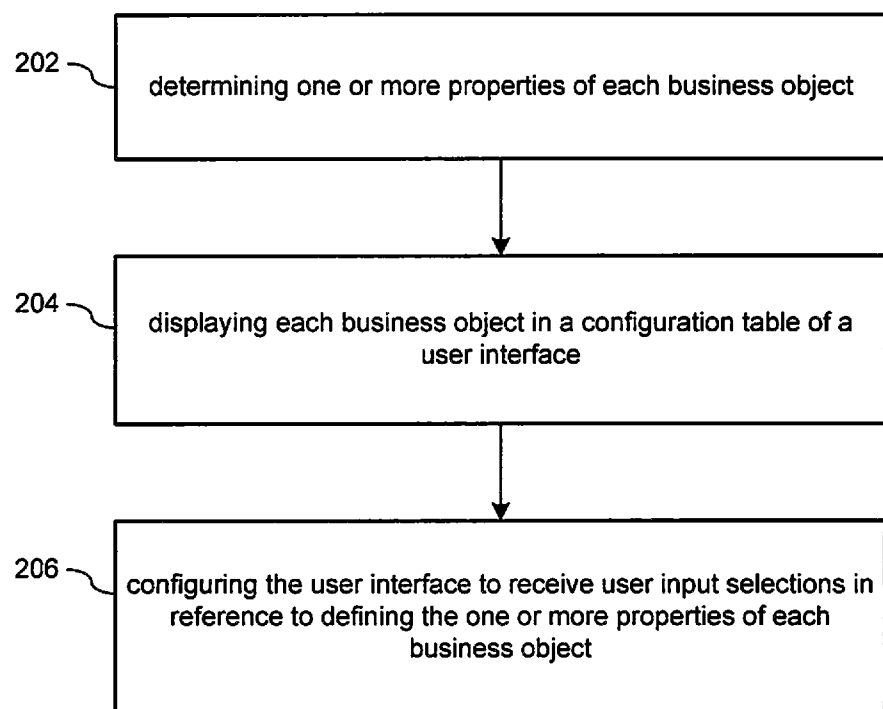 202
determining one or more properties of each business object
204
displaying each business object in a configuration table of a
user interface
206
configuring the user interface to receive user input selections in
reference to defining the one or more properties of each
business object